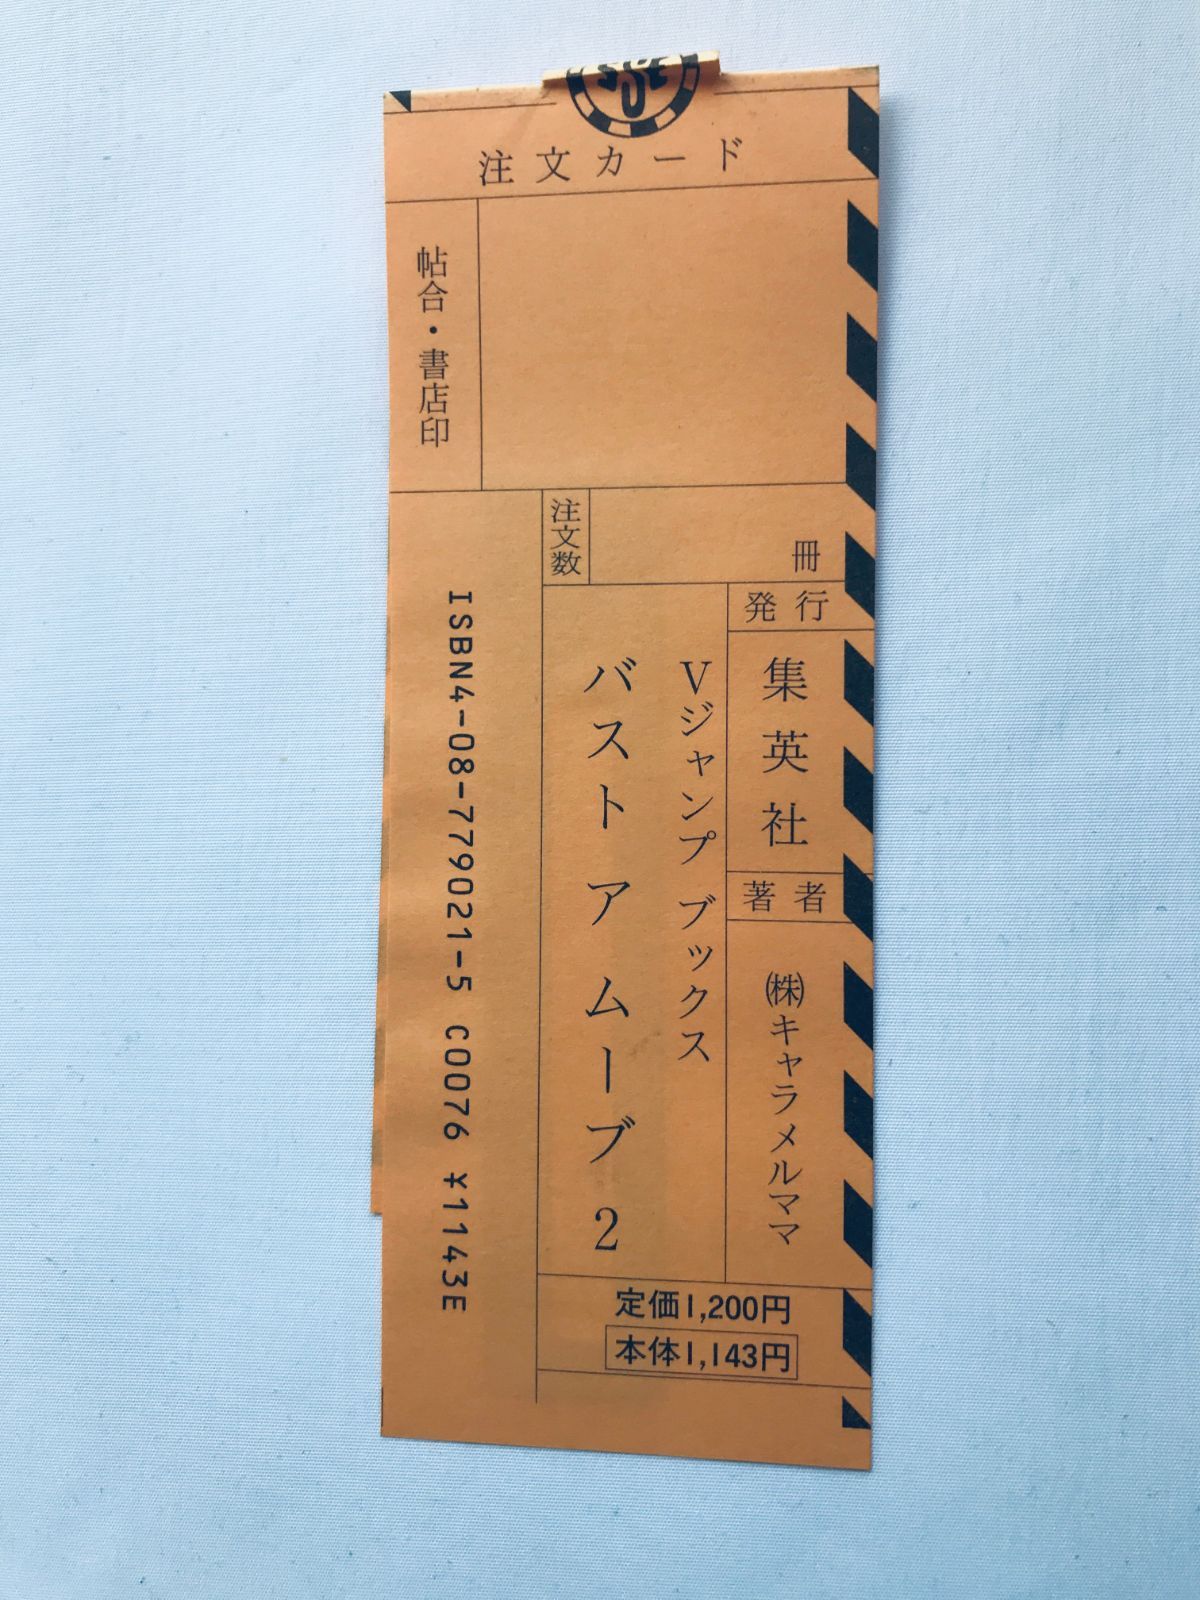 注文カード
帖合・書店印
注文数
冊
発行
集英社
著者
㈱キャラメルママ
Vジャンプ ブックス
バスト ア ムーブ 2
定価1,200円
本体1,143円
ISBN4-08-779021-5 C0076 ¥1143E